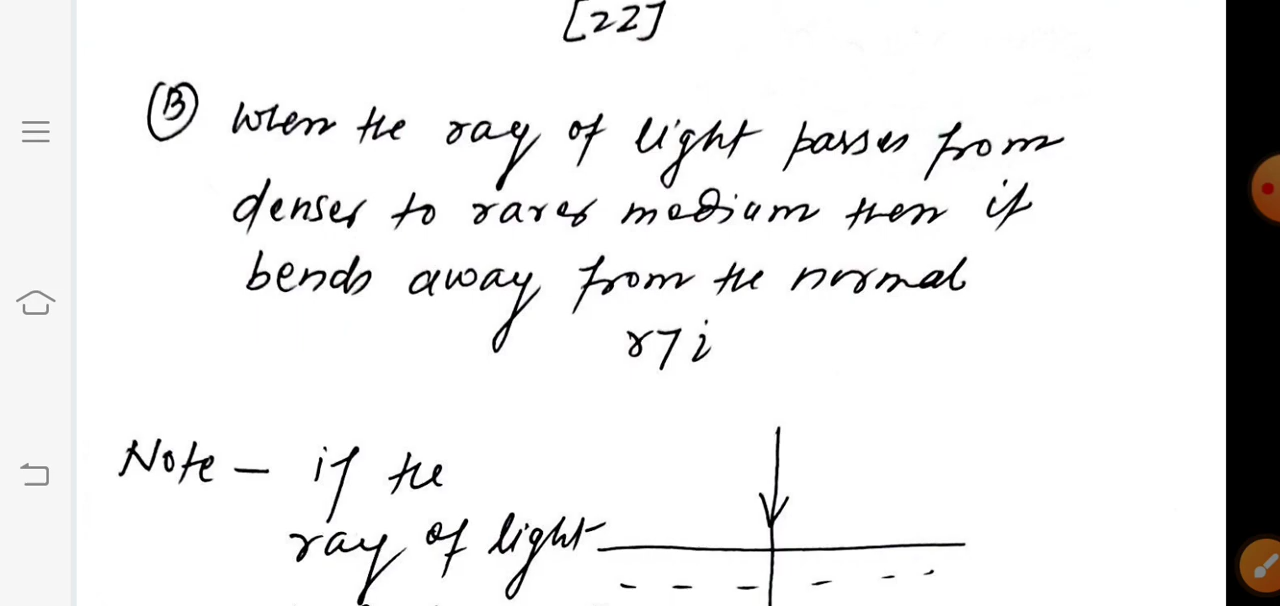 [22]
(B) When the ray of light passes from
denser to rarer medium then it
bends away from the normal
r > i
Note - if the
ray of light